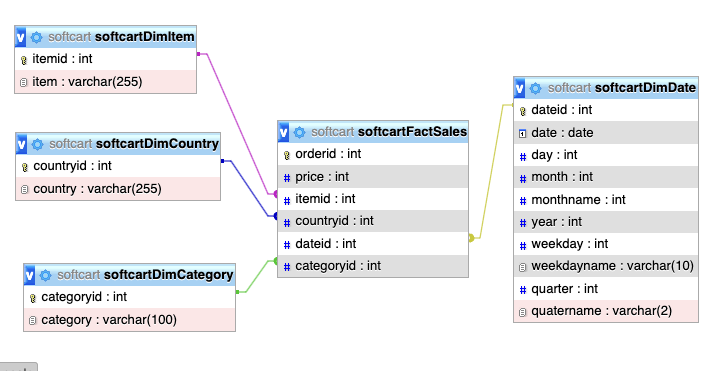 softcart softcartDimItem
itemid : int
item : varchar(255)
softcart softcartDimCountry
countryid : int
country : varchar(255)
softcart softcartDimCategory
categoryid : int
category : varchar(100)
softcart softcartFactSales
orderid : int
price : int
itemid : int
countryid : int
dateid : int
categoryid : int
softcart softcartDimDate
dateid : int
date : date
day : int
month : int
monthname : int
year : int
weekday : int
weekdayname : varchar(10)
quarter : int
quatername : varchar(2)